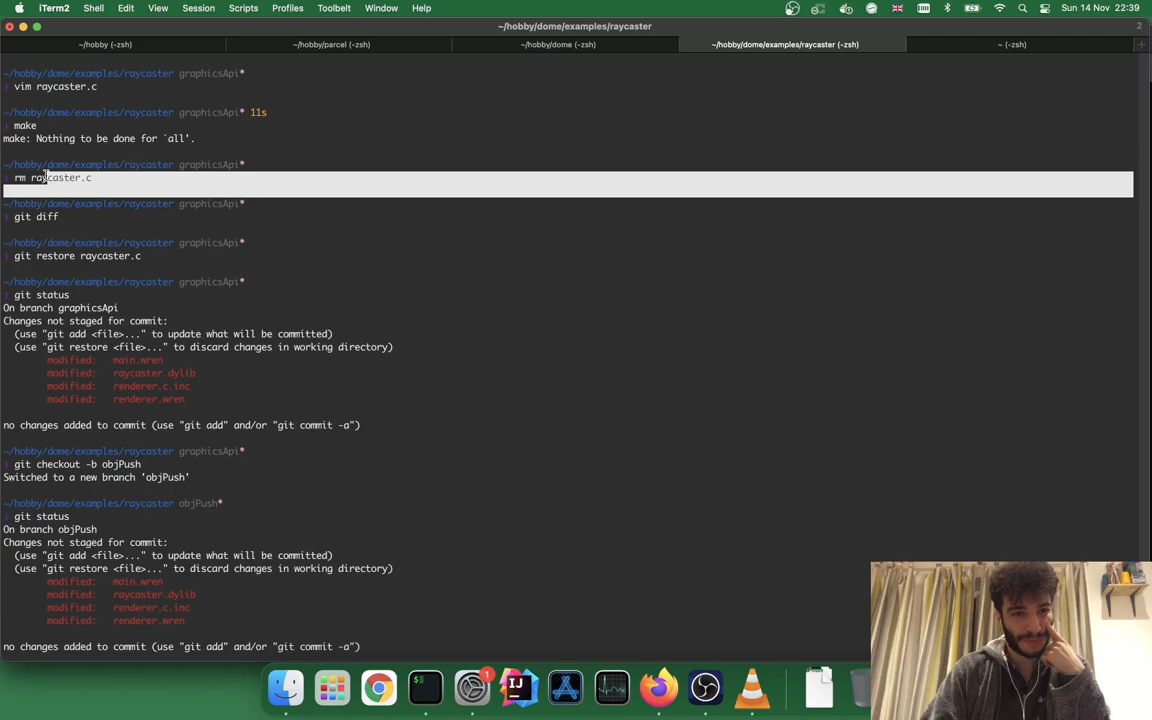 iTerm2 Shell Edit View Session Scripts Profiles Toolbelt Window Help Sun 14 Nov 22:39
~/hobby/dome/examples/raycaster 2
~/hobby (-zsh) ~/hobby/parcel (-zsh) ~/hobby/dome (-zsh) ~/hobby/dome/examples/raycaster (-zsh) ~ (-zsh)
~/hobby/dome/examples/raycaster graphicsApi*
❯ vim raycaster.c
~/hobby/dome/examples/raycaster graphicsApi* 11s
❯ make
make: Nothing to be done for `all'.
~/hobby/dome/examples/raycaster graphicsApi*
❯ rm raycaster.c
~/hobby/dome/examples/raycaster graphicsApi*
❯ git diff
~/hobby/dome/examples/raycaster graphicsApi*
❯ git restore raycaster.c
~/hobby/dome/examples/raycaster graphicsApi*
❯ git status
On branch graphicsApi
Changes not staged for commit:
(use "git add <file>..." to update what will be committed)
(use "git restore <file>..." to discard changes in working directory)
modified: main.wren
modified: raycaster.dylib
modified: renderer.c.inc
modified: renderer.wren
no changes added to commit (use "git add" and/or "git commit -a")
~/hobby/dome/examples/raycaster graphicsApi*
❯ git checkout -b objPush
Switched to a new branch 'objPush'
~/hobby/dome/examples/raycaster objPush*
❯ git status
On branch objPush
Changes not staged for commit:
(use "git add <file>..." to update what will be committed)
(use "git restore <file>..." to discard changes in working directory)
modified: main.wren
modified: raycaster.dylib
modified: renderer.c.inc
modified: renderer.wren
no changes added to commit (use "git add" and/or "git commit -a")
$
1
IJ